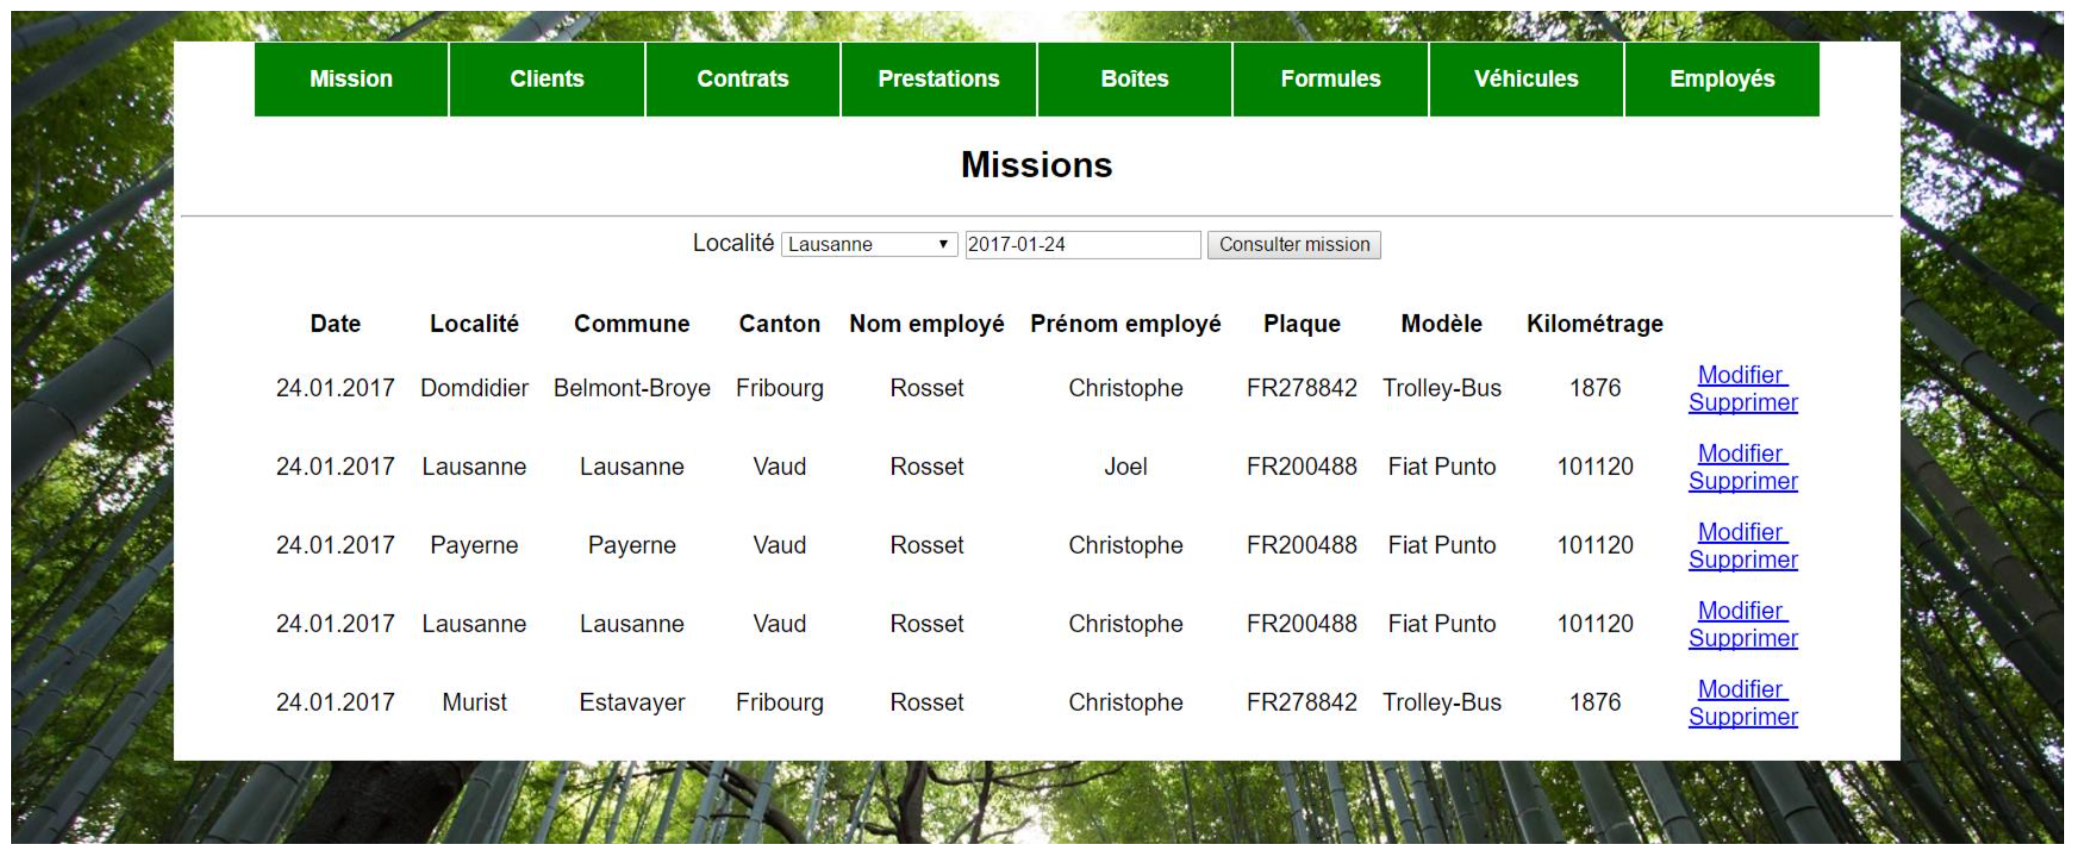 Mission Clients Contrats Prestations Boîtes Formules Véhicules Employés
Missions
Localité Lausanne 2017-01-24 Consulter mission
Date Localité Commune Canton Nom employé Prénom employé Plaque Modèle Kilométrage
24.01.2017 Domdidier Belmont-Broye Fribourg Rosset Christophe FR278842 Trolley-Bus 1876 Modifier
Supprimer
24.01.2017 Lausanne Lausanne Vaud Rosset Joel FR200488 Fiat Punto 101120 Modifier
Supprimer
24.01.2017 Payerne Payerne Vaud Rosset Christophe FR200488 Fiat Punto 101120 Modifier
Supprimer
24.01.2017 Lausanne Lausanne Vaud Rosset Christophe FR200488 Fiat Punto 101120 Modifier
Supprimer
24.01.2017 Murist Estavayer Fribourg Rosset Christophe FR278842 Trolley-Bus 1876 Modifier
Supprimer